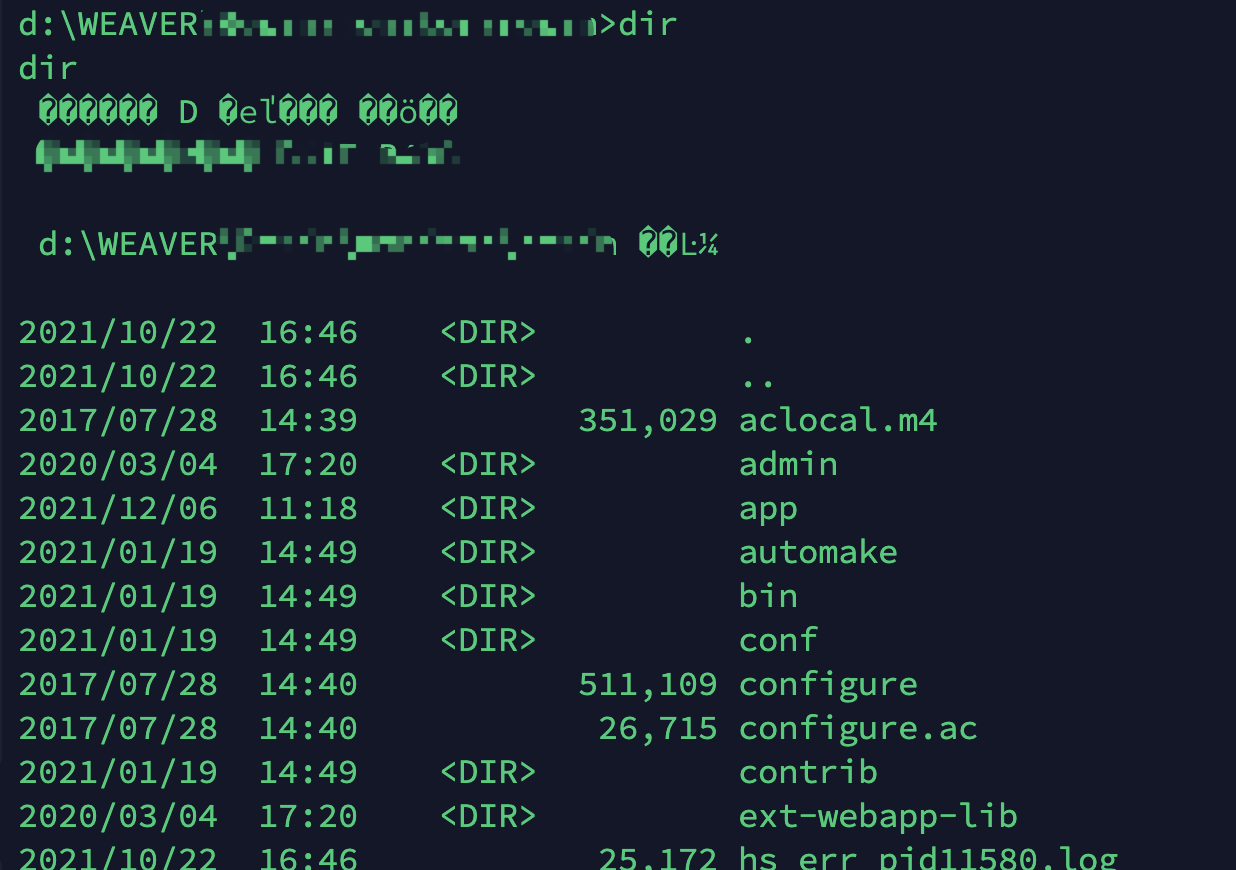 d:\WEAVER >dir
dir
������ D �eľ��� ��ö��
d:\WEAVER ��Ŀ¼
2021/10/22  16:46    <DIR>          .
2021/10/22  16:46    <DIR>          ..
2017/07/28  14:39           351,029 aclocal.m4
2020/03/04  17:20    <DIR>          admin
2021/12/06  11:18    <DIR>          app
2021/01/19  14:49    <DIR>          automake
2021/01/19  14:49    <DIR>          bin
2021/01/19  14:49    <DIR>          conf
2017/07/28  14:40           511,109 configure
2017/07/28  14:40            26,715 configure.ac
2021/01/19  14:49    <DIR>          contrib
2020/03/04  17:20    <DIR>          ext-webapp-lib
2021/10/22  16:46            25,172 hs_err_pid11580.log